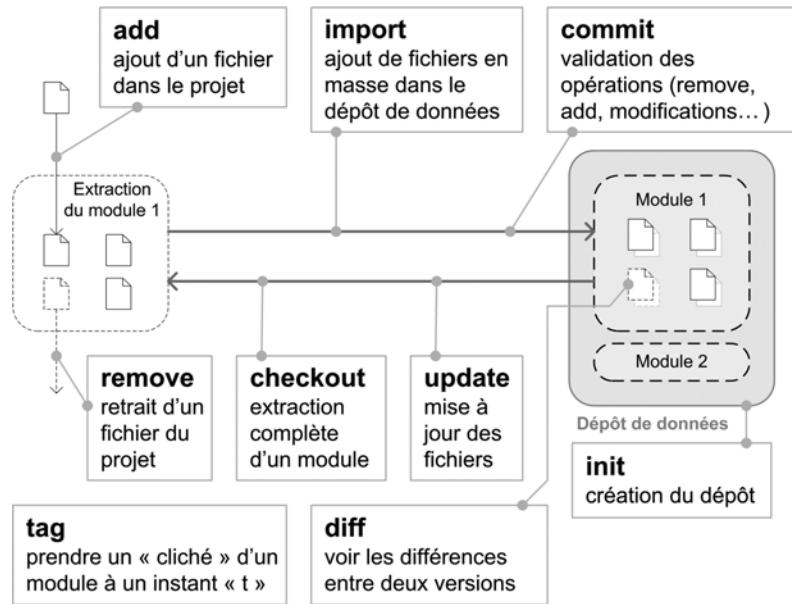 add
ajout d'un fichier
dans le projet
import
ajout de fichiers en
masse dans le
dépôt de données
commit
validation des
opérations (remove,
add, modifications… )
Extraction
du module 1
Module 1
Module 2
Dépôt de données
remove
retrait d'un
fichier du
projet
checkout
extraction
complète
d'un module
update
mise à
jour des
fichiers
init
création du dépôt
tag
prendre un « cliché » d'un
module à un instant « t »
diff
voir les différences
entre deux versions